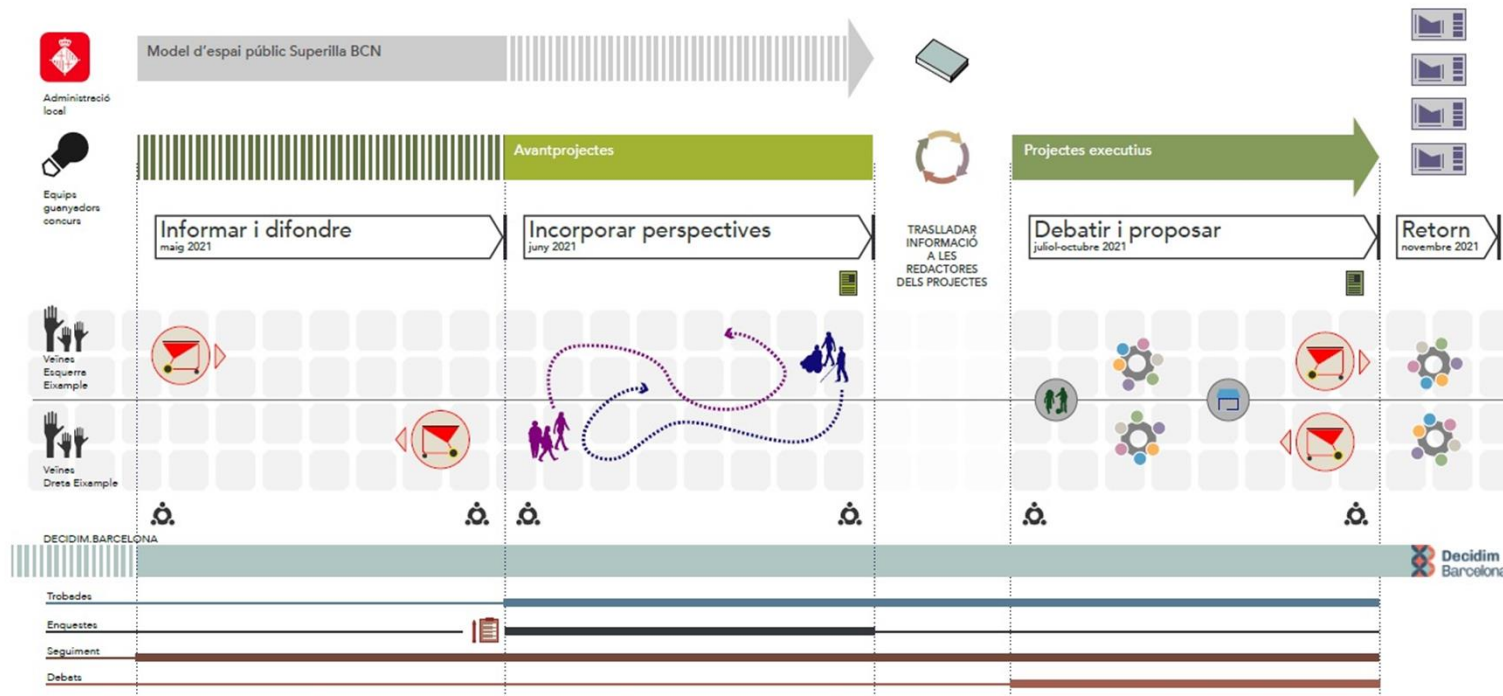 Model d'espai públic Superilla BCN
Administració
local
Avantprojectes
Projectes executius
Equips
guanyadors
concurs
Informar i difondre
maig 2021
Incorporar perspectives
juny 2021
TRASLLADAR
INFORMACIÓ
A LES
REDACTORES
DELS PROJECTES
Debatir i proposar
juliol-octubre 2021
Retorn
novembre 2021
Veïnes
Esquerra
Eixample
Veïnes
Dreta Eixample
DECIDIM.BARCELONA
Decidim
Barcelona
Trobades
Enquestes
Seguiment
Debats